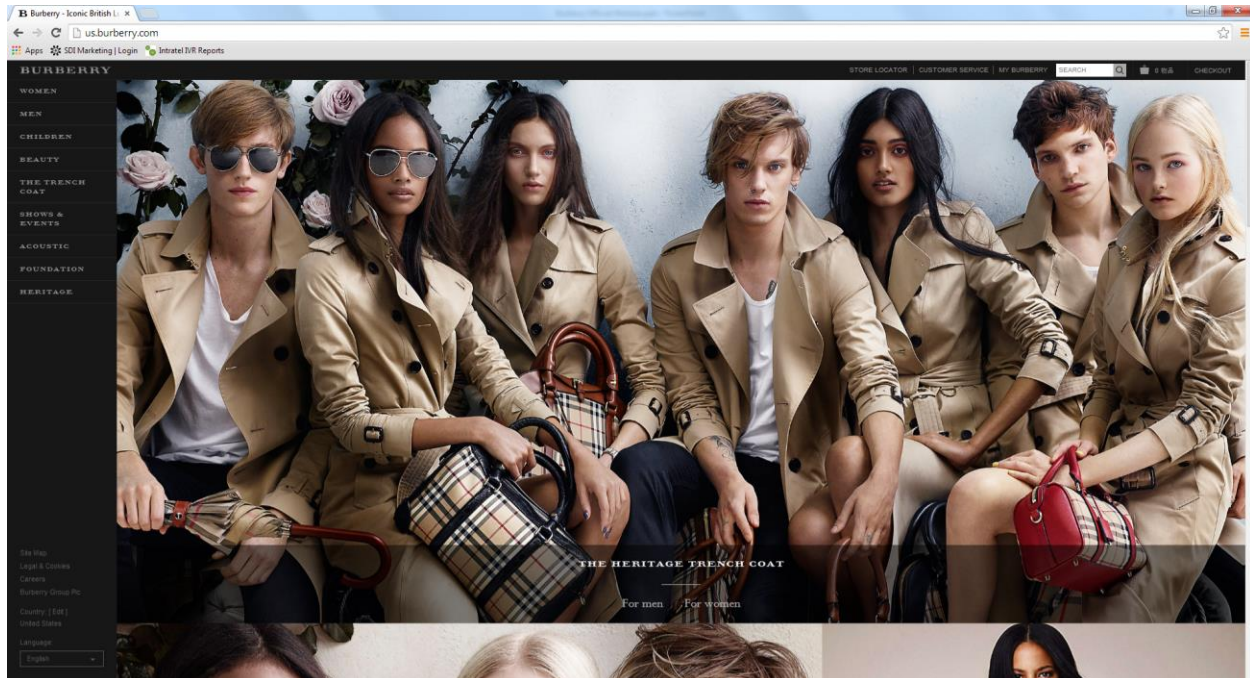 B Burberry - Iconic British L
us.burberry.com
Apps SDI Marketing | Login Intratel IVR Reports
BURBERRY
STORE LOCATOR | CUSTOMER SERVICE | MY BURBERRY SEARCH 0 CHECKOUT
WOMEN
MEN
CHILDREN
BEAUTY
THE TRENCH
COAT
SHOWS &
EVENTS
ACOUSTIC
FOUNDATION
HERITAGE
THE HERITAGE TRENCH COAT
For men For women
Site Map
Legal & Cookies
Careers
Burberry Group Plc
Country: [ Edit ]
United States
Language:
English